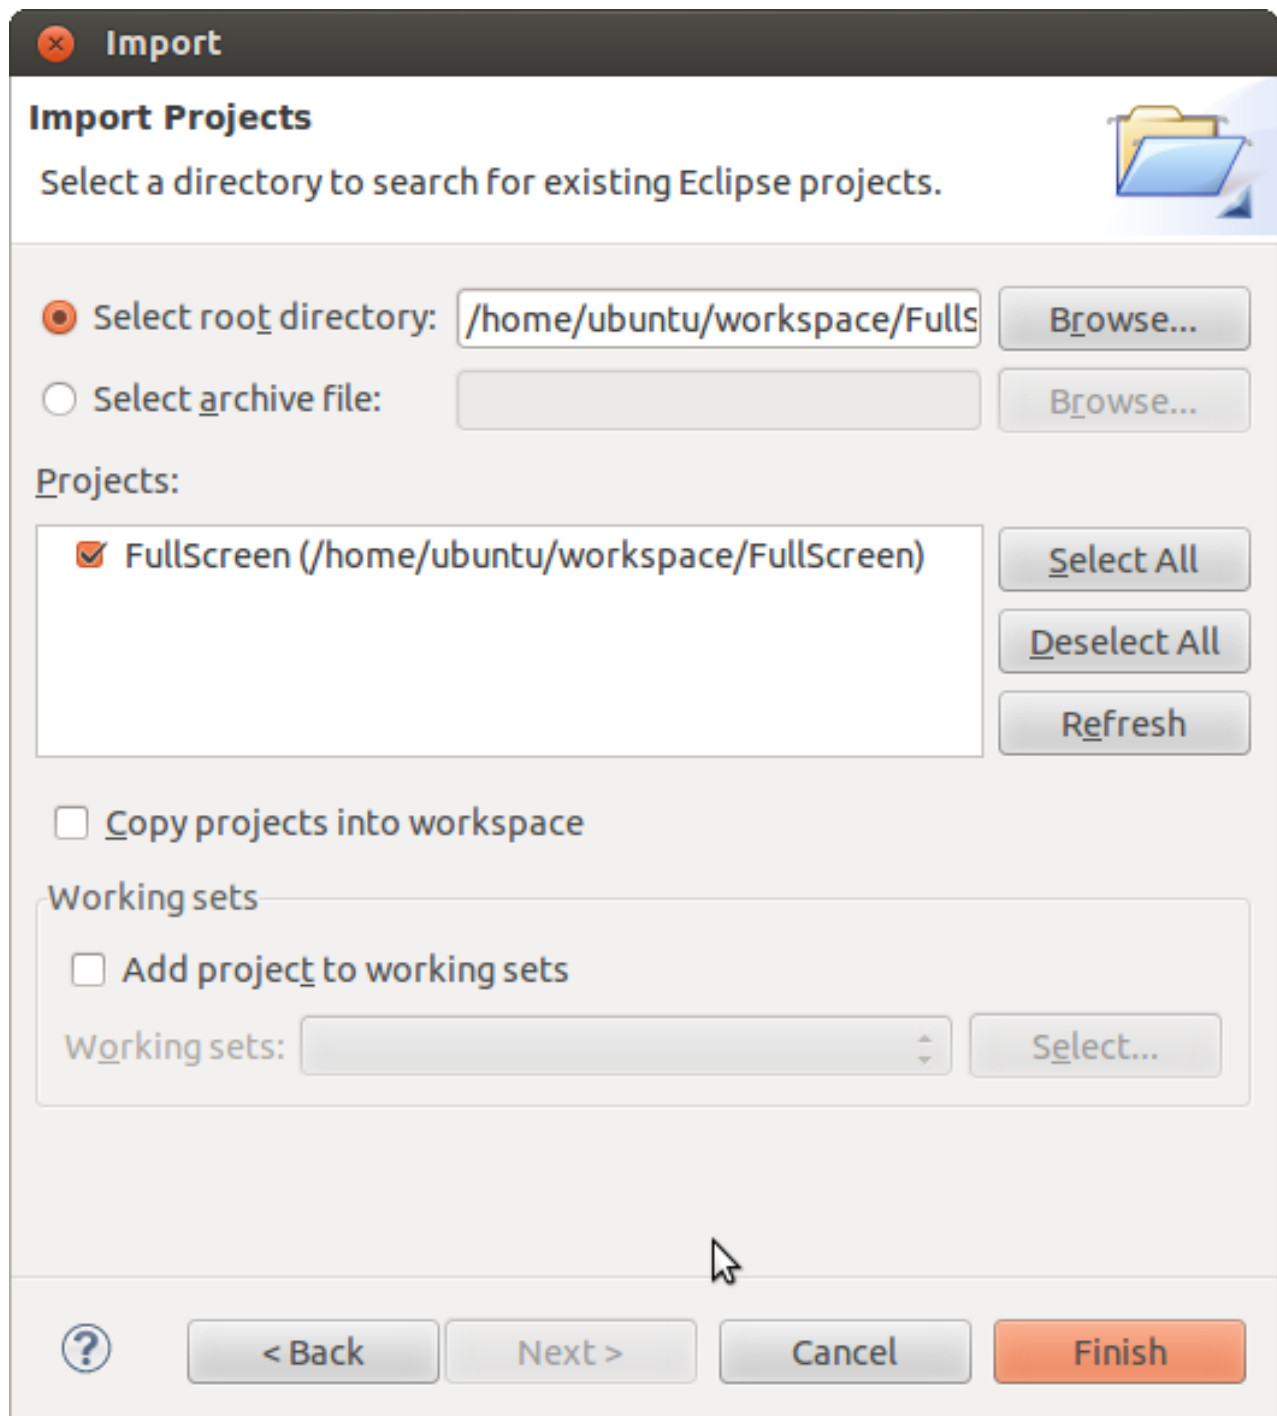 Import
Import Projects
Select a directory to search for existing Eclipse projects.
Select root directory: /home/ubuntu/workspace/FullS Browse...
Select archive file: Browse...
Projects:
FullScreen (/home/ubuntu/workspace/FullScreen)
Select All
Deselect All
Refresh
Copy projects into workspace
Working sets
Add project to working sets
Working sets: Select...
? < Back Next > Cancel Finish